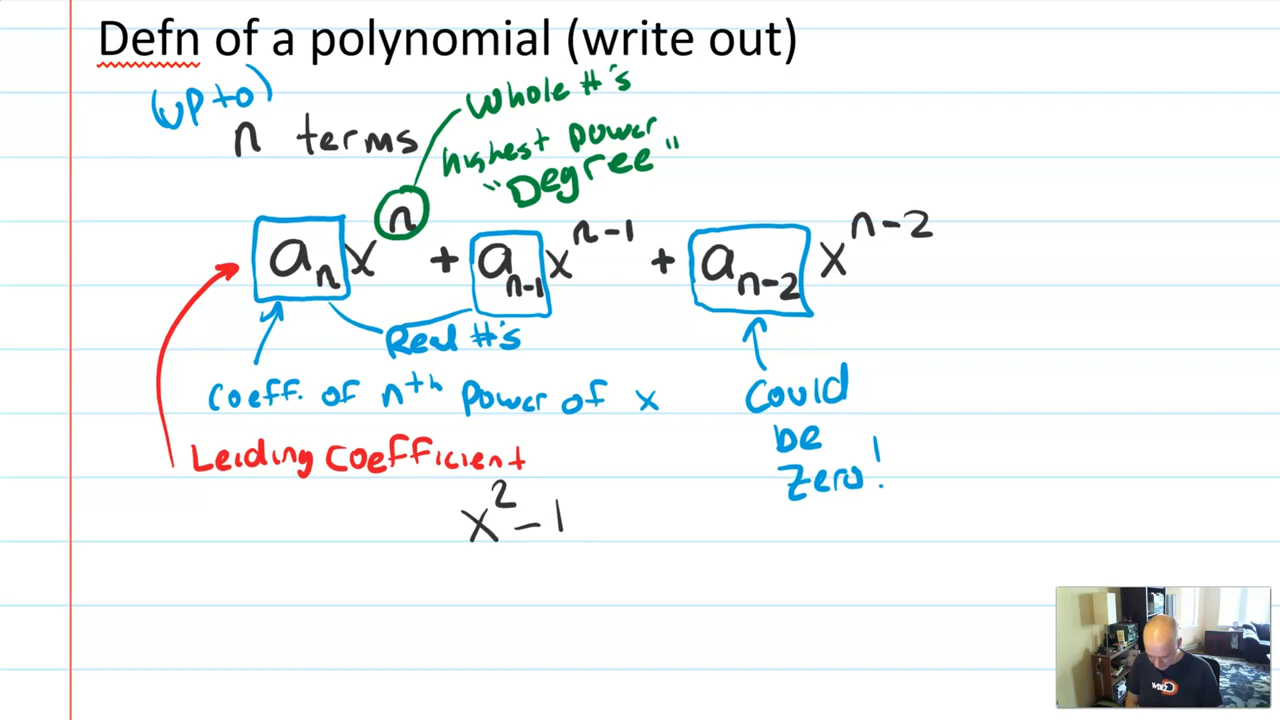 Defn of a polynomial (write out)
(up to)
n terms
Whole #'s
highest power
"Degree"
aₙxⁿ + aₙ₋₁xⁿ⁻¹ + aₙ₋₂xⁿ⁻²
Real #'s
Coeff. of nᵗʰ Power of x
Leading Coefficient
Could
be
Zero!
x² - 1